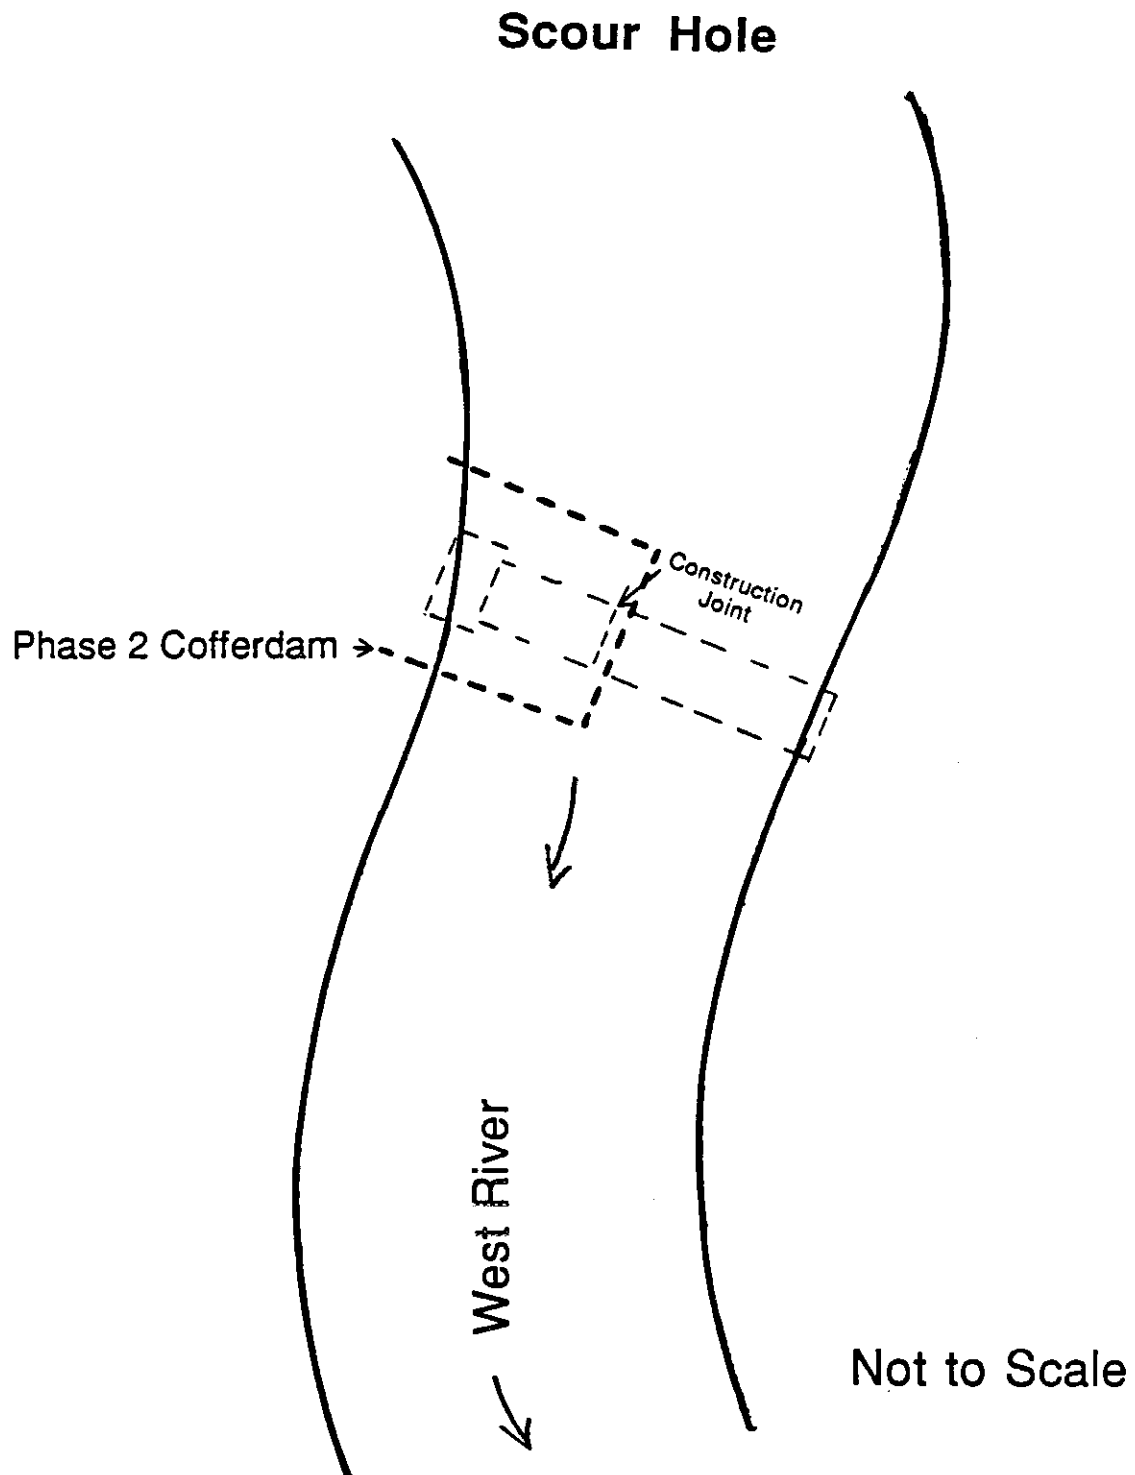 Scour Hole
Construction
Joint
Phase 2 Cofferdam
West River
Not to Scale